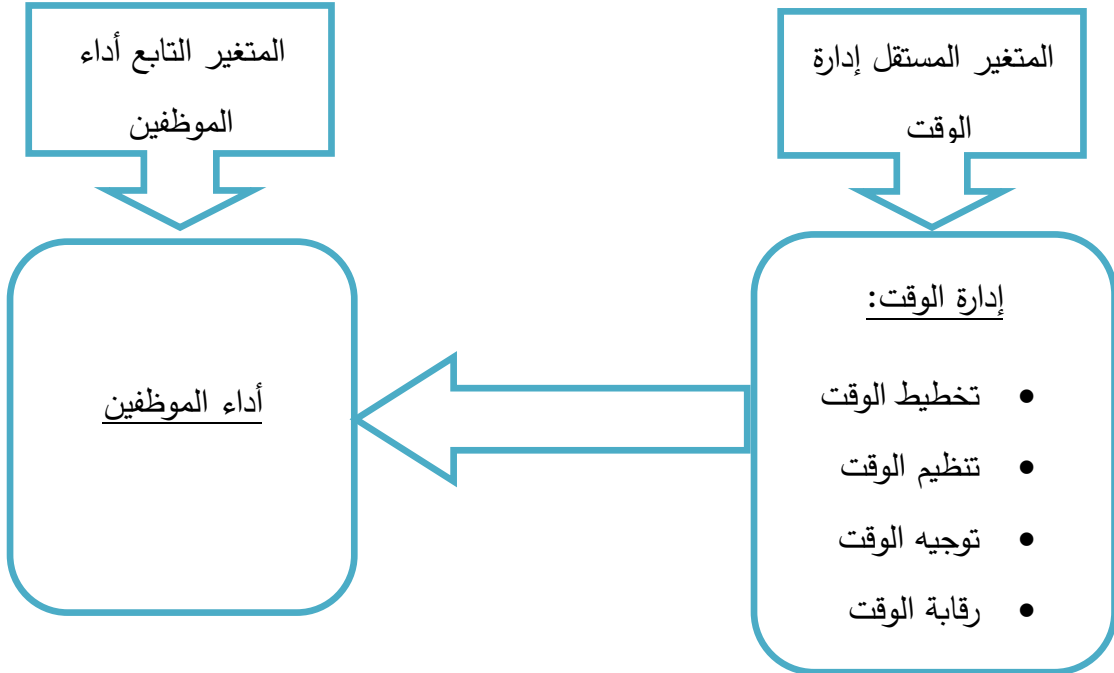 المتغير المستقل إدارة
الوقت
المتغير التابع أداء
الموظفين
إدارة الوقت:
• تخطيط الوقت
• تنظيم الوقت
• توجيه الوقت
• رقابة الوقت
أداء الموظفين